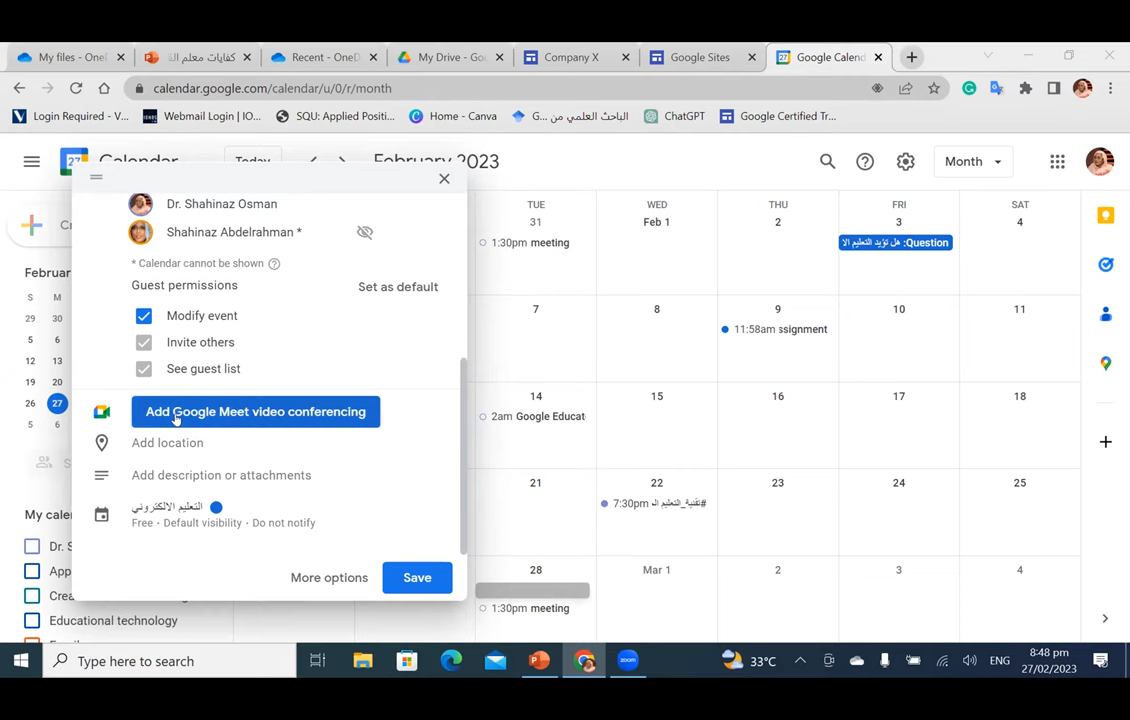 My files - OneD
كفايات معلم الق
Recent - OneD
My Drive - Goo
Company X
Google Sites
Google Calend
calendar.google.com/calendar/u/0/r/month
Login Required - V...
Webmail Login | IO...
SQU: Applied Positi...
Home - Canva
الباحث العلمي من G...
ChatGPT
Google Certified Tr...
27
Calendar
Today
February 2023
Month
Dr. Shahinaz Osman
Shahinaz Abdelrahman *
* Calendar cannot be shown
Guest permissions
Set as default
Modify event
Invite others
See guest list
Add Google Meet video conferencing
Add location
Add description or attachments
التعليم الالكتروني
Free · Default visibility · Do not notify
More options
Save
Februar
S M
29 30
5 6
12 13
19 20
26 27
5 6
My cale
Dr. S
App
Crea
Educational technology
TUE WED THU FRI SAT
31 Feb 1 2 3 4
1:30pm meeting
Question: هل تؤيد التعليم الا
7 8 9 10 11
11:58am ssignment
14 15 16 17 18
2am Google Educat
21 22 23 24 25
7:30pm #تقنية_التعليم ال
28 Mar 1 2 3 4
1:30pm meeting
Type here to search
zoom
33°C
ENG
8:48 pm
27/02/2023